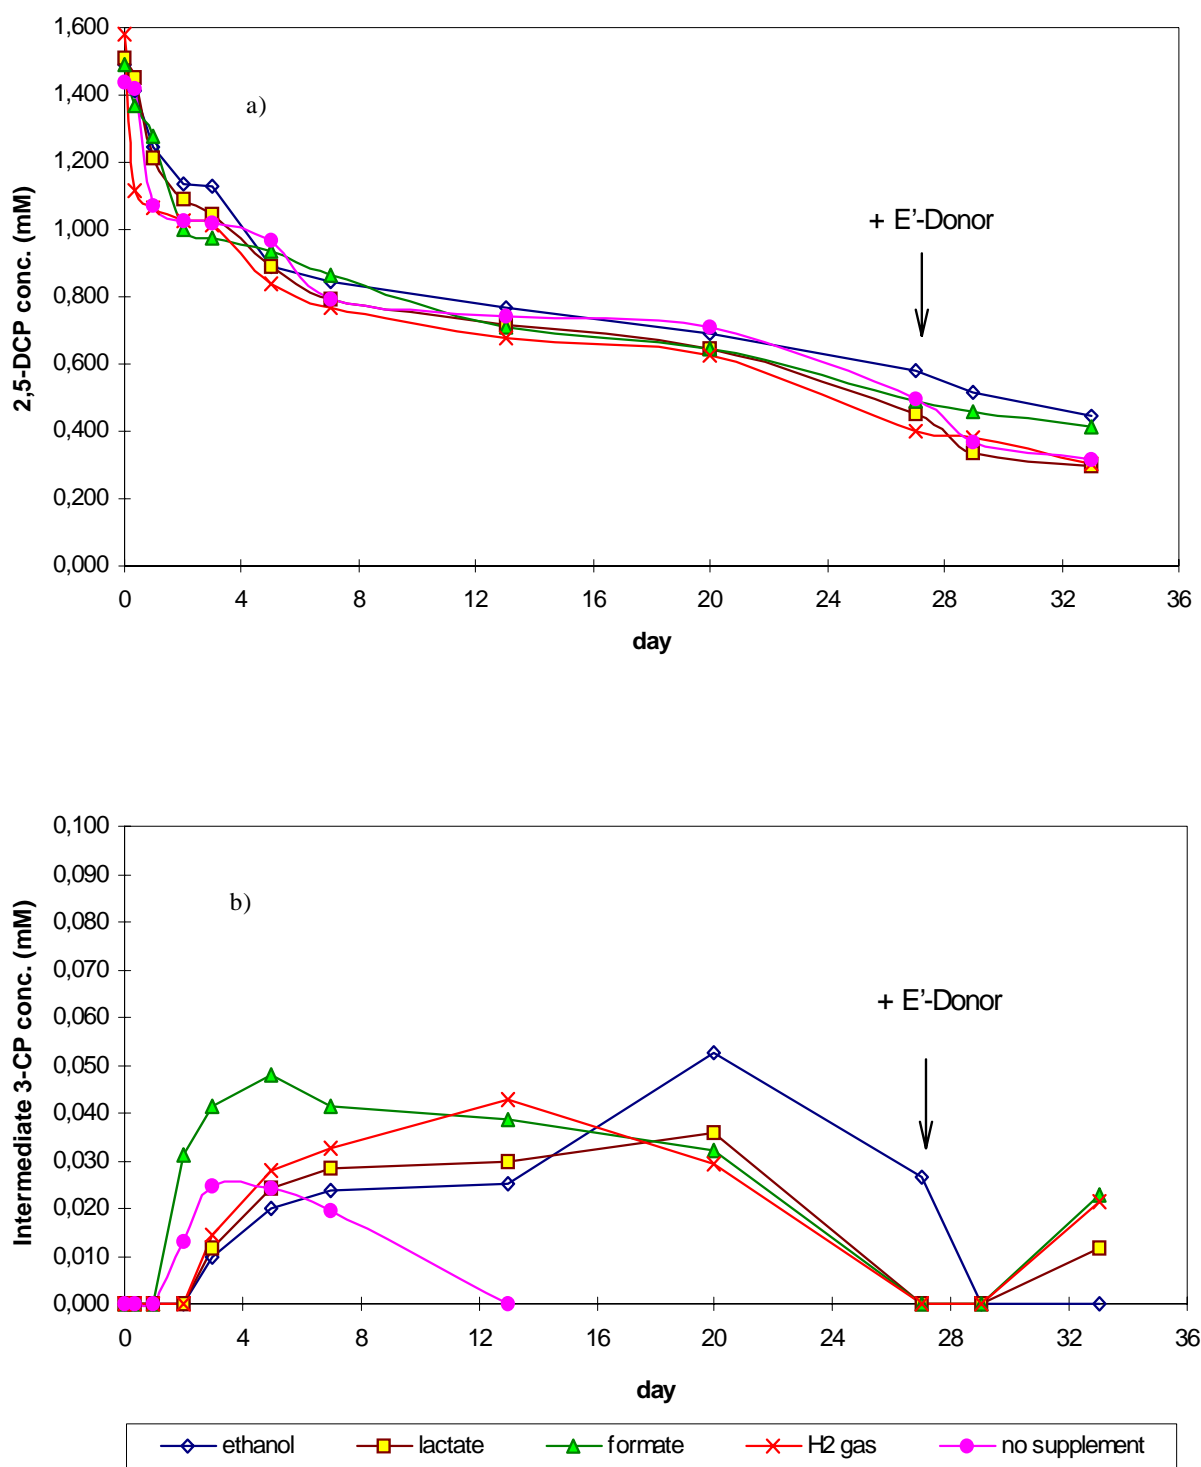 1,600
a)
1,400
1,200
1,000
+ E'-Donor
0,800
0,600
0,400
0,200
0,000
2,5-DCP conc. (mM)
0 4 8 12 16 20 24 28 32 36
day
0,100
0,090
b)
0,080
0,070
0,060
+ E'-Donor
0,050
0,040
0,030
0,020
0,010
0,000
Intermediate 3-CP conc. (mM)
0 4 8 12 16 20 24 28 32 36
day
ethanol lactate formate H2 gas no supplement